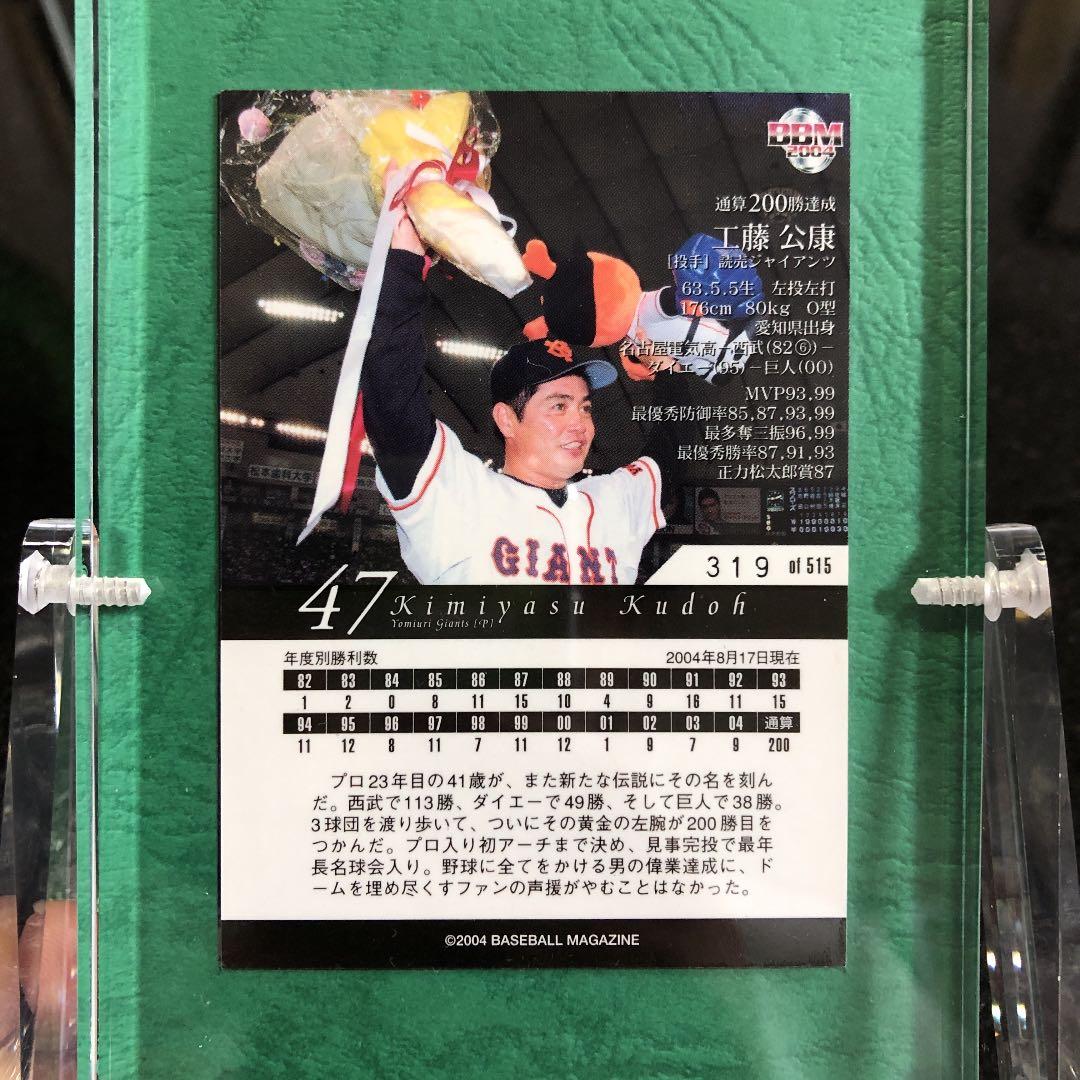 BBM
2004
通算200勝達成
工藤 公康
[投手] 読売ジャイアンツ
63.5.5生 左投左打
176cm 80kg O型
愛知県出身
名古屋電気高－西武(82⑥)－
ダイエー(95)－巨人(00)
MVP93,99
最優秀防御率85,87,93,99
最多奪三振96,99
最優秀勝率87,91,93
正力松太郎賞87
松本歯科大学
GIANT
319 of 515
47 Kimiyasu Kudoh
Yomiuri Giants [P]
年度別勝利数 2004年8月17日現在
82 83 84 85 86 87 88 89 90 91 92 93
1 2 0 8 11 15 10 4 9 16 11 15
94 95 96 97 98 99 00 01 02 03 04 通算
11 12 8 11 7 11 12 1 9 7 9 200
プロ23年目の41歳が、また新たな伝説にその名を刻ん
だ。西武で113勝、ダイエーで49勝、そして巨人で38勝。
3球団を渡り歩いて、ついにその黄金の左腕が200勝目を
つかんだ。プロ入り初アーチまで決め、見事完投で最年
長名球会入り。野球に全てをかける男の偉業達成に、ド
ームを埋め尽くすファンの声援がやむことはなかった。
©2004 BASEBALL MAGAZINE